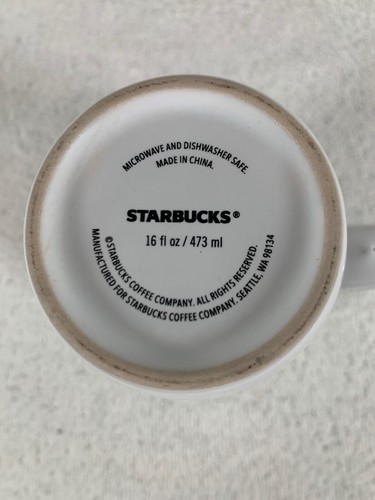 MICROWAVE AND DISHWASHER SAFE.
MADE IN CHINA.
STARBUCKS®
16 fl oz / 473 ml
©STARBUCKS COFFEE COMPANY. ALL RIGHTS RESERVED.
MANUFACTURED FOR STARBUCKS COFFEE COMPANY. SEATTLE, WA 98134